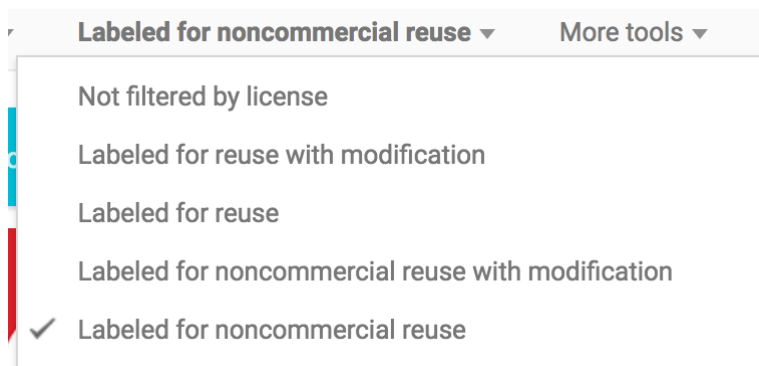 Labeled for noncommercial reuse More tools
Not filtered by license
Labeled for reuse with modification
Labeled for reuse
Labeled for noncommercial reuse with modification
Labeled for noncommercial reuse